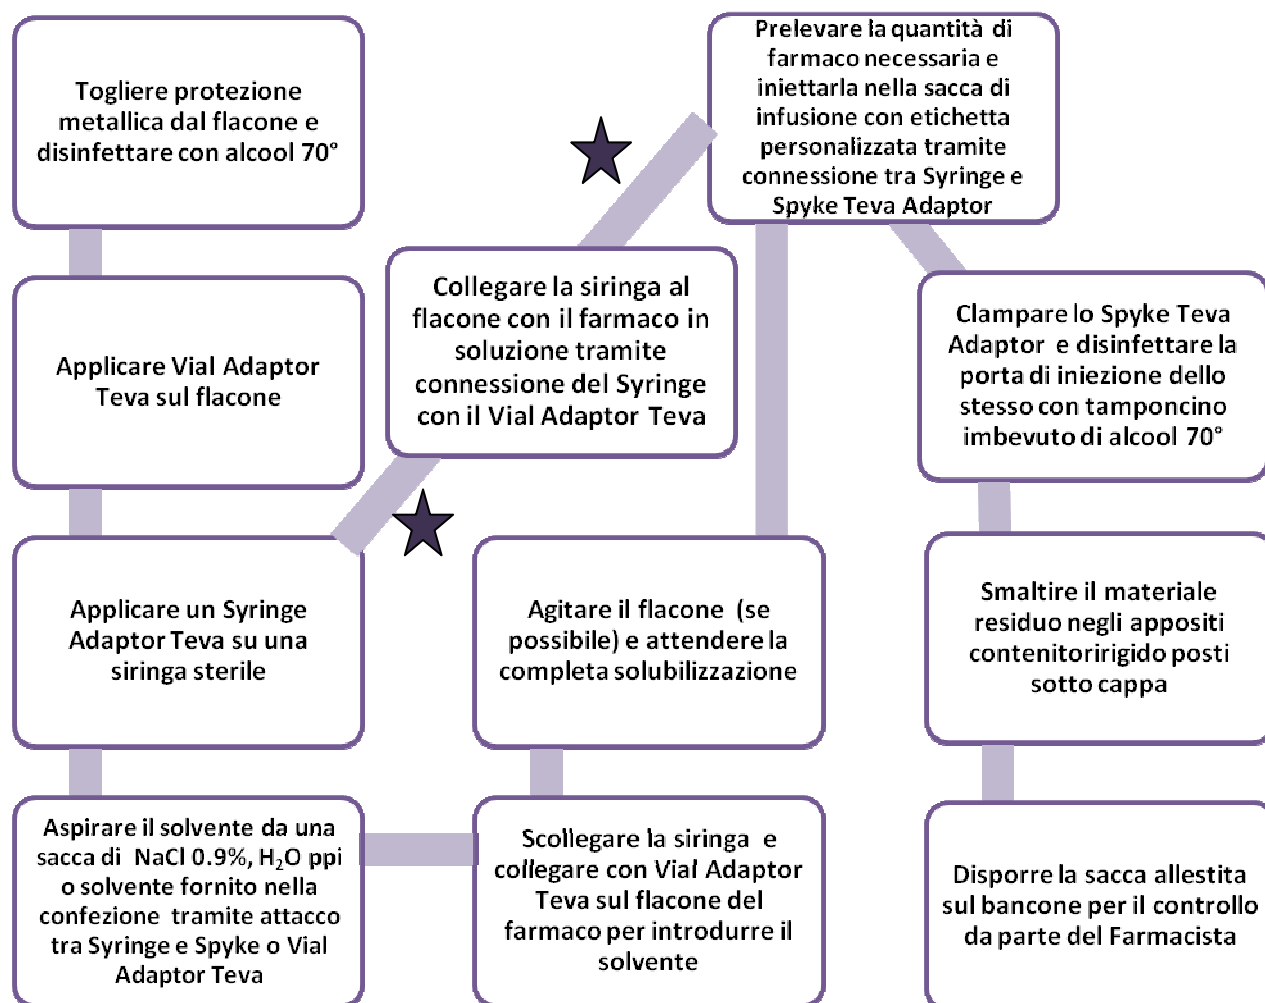 Togliere protezione
metallica dal flacone e
disinfettare con alcool 70°
Applicare Vial Adaptor
Teva sul flacone
Applicare un Syringe
Adaptor Teva su una
siringa sterile
Aspirare il solvente da una
sacca di NaCl 0.9%, H₂O ppi
o solvente fornito nella
confezione tramite attacco
tra Syringe e Spyke o Vial
Adaptor Teva
Collegare la siringa al
flacone con il farmaco in
soluzione tramite
connessione del Syringe
con il Vial Adaptor Teva
Scollegare la siringa e
collegare con Vial Adaptor
Teva sul flacone del
farmaco per introdurre il
solvente
Agitare il flacone (se
possibile) e attendere la
completa solubilizzazione
Prelevare la quantità di
farmaco necessaria e
iniettarla nella sacca di
infusione con etichetta
personalizzata tramite
connessione tra Syringe e
Spyke Teva Adaptor
Clampare lo Spyke Teva
Adaptor e disinfettare la
porta di iniezione dello
stesso con tamponcino
imbevuto di alcool 70°
Smaltire il materiale
residuo negli appositi
contenitoririgido posti
sotto cappa
Disporre la sacca allestita
sul bancone per il controllo
da parte del Farmacista